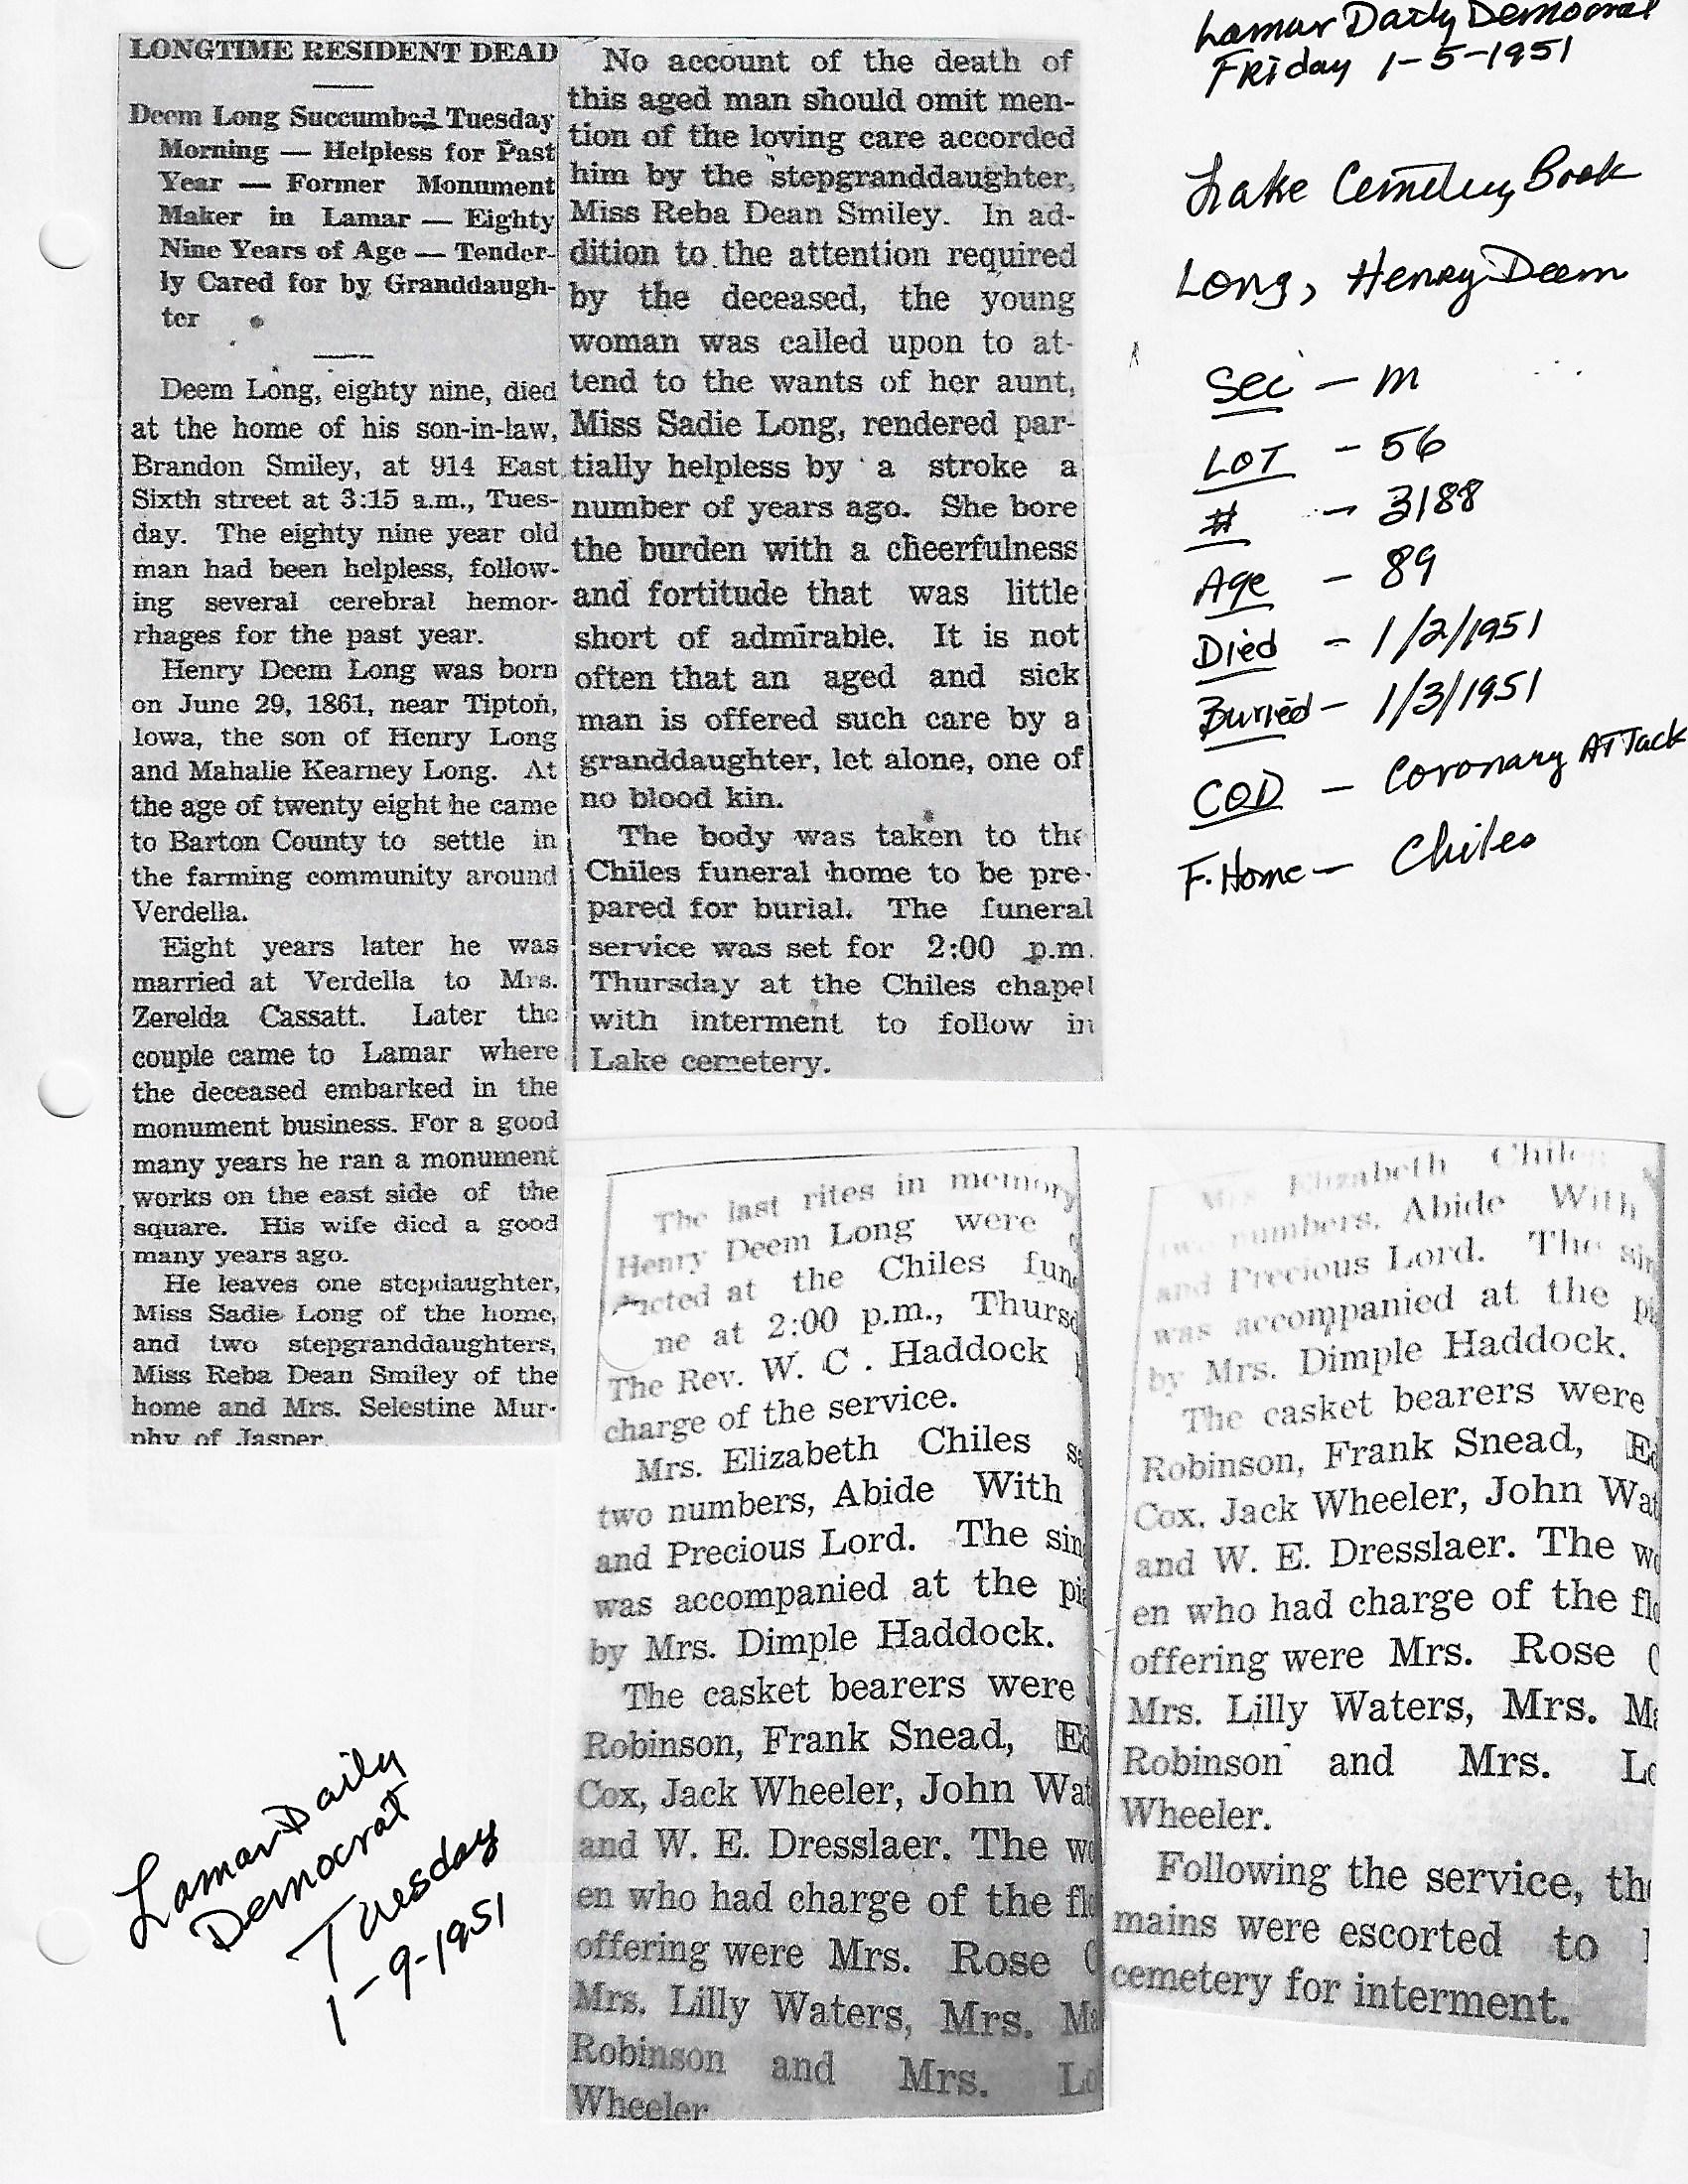 LONGTIME RESIDENT DEAD
Deem Long Succumbed Tuesday
Morning — Helpless for Past
Year — Former Monument
Maker in Lamar — Eighty
Nine Years of Age — Tender-
ly Cared for by Granddaugh-
ter
Deem Long, eighty nine, died
at the home of his son-in-law,
Brandon Smiley, at 914 East
Sixth street at 3:15 a.m., Tues-
day. The eighty nine year old
man had been helpless, follow-
ing several cerebral hemor-
rhages for the past year.
Henry Deem Long was born
on June 29, 1861, near Tipton,
Iowa, the son of Henry Long
and Mahalie Kearney Long. At
the age of twenty eight he came
to Barton County to settle in
the farming community around
Verdella.
Eight years later he was
married at Verdella to Mrs.
Zerelda Cassatt. Later the
couple came to Lamar where
the deceased embarked in the
monument business. For a good
many years he ran a monument
works on the east side of the
square. His wife died a good
many years ago.
He leaves one stepdaughter,
Miss Sadie Long of the home,
and two stepgranddaughters,
Miss Reba Dean Smiley of the
home and Mrs. Selestine Mur-
phy of Jasper.
No account of the death of
this aged man should omit men-
tion of the loving care accorded
him by the stepgranddaughter,
Miss Reba Dean Smiley. In ad-
dition to the attention required
by the deceased, the young
woman was called upon to at-
tend to the wants of her aunt,
Miss Sadie Long, rendered par-
tially helpless by a stroke a
number of years ago. She bore
the burden with a cheerfulness
and fortitude that was little
short of admirable. It is not
often that an aged and sick
man is offered such care by a
granddaughter, let alone, one of
no blood kin.
The body was taken to the
Chiles funeral home to be pre-
pared for burial. The funeral
service was set for 2:00 p.m.
Thursday at the Chiles chapel
with interment to follow in
Lake cemetery.
Lamar Daily Democrat
Friday 1-5-1951
Lake Cemetery Book
Long, Henry Deem
Sec - M
LOT - 56
# - 3188
Age - 89
Died - 1/2/1951
Buried - 1/3/1951
COD - Coronary Attack
F. Home - Chiles
The last rites in memory
Henry Deem Long were
ducted at the Chiles fune
me at 2:00 p.m., Thursd
The Rev. W. C . Haddock
charge of the service.
Mrs. Elizabeth Chiles s
two numbers, Abide With
and Precious Lord. The sin
was accompanied at the pia
by Mrs. Dimple Haddock.
The casket bearers were
Robinson, Frank Snead, Ed
Cox, Jack Wheeler, John Wat
and W. E. Dresslaer. The wo
en who had charge of the flo
offering were Mrs. Rose C
Mrs. Lilly Waters, Mrs. Ma
Robinson and Mrs. Lo
Wheeler
Mrs. Elizabeth Chiles
two numbers, Abide With
and Precious Lord. The sin
was accompanied at the pi
by Mrs. Dimple Haddock.
The casket bearers were
Robinson, Frank Snead, Ed
Cox, Jack Wheeler, John Wat
and W. E. Dresslaer. The wo
en who had charge of the flo
offering were Mrs. Rose C
Mrs. Lilly Waters, Mrs. Ma
Robinson and Mrs. Lo
Wheeler.
Following the service, the
mains were escorted to
cemetery for interment.
Lamar Daily
Democrat
Tuesday
1-9-1951